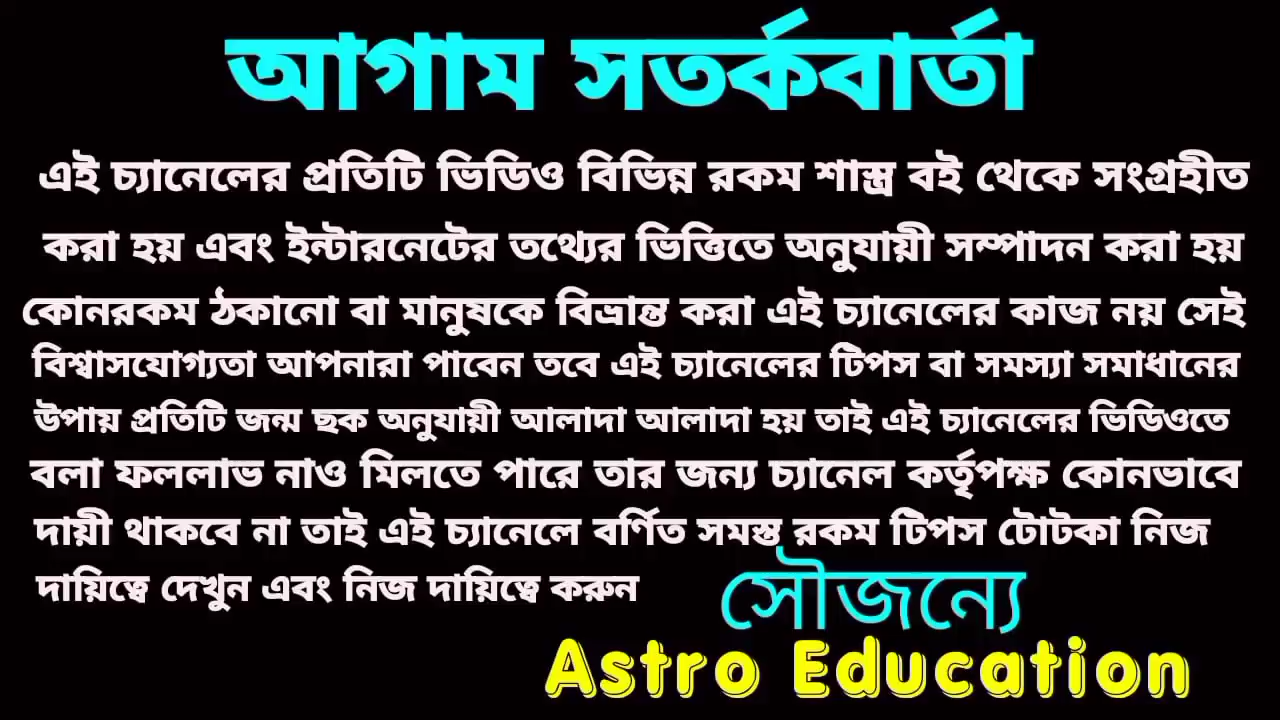 আগাম সতর্কবার্তা
এই চ্যানেলের প্রতিটি ভিডিও বিভিন্ন রকম শাস্ত্র বই থেকে সংগ্রহীত
করা হয় এবং ইন্টারনেটের তথ্যের ভিত্তিতে অনুযায়ী সম্পাদন করা হয়
কোনরকম ঠকানো বা মানুষকে বিভ্রান্ত করা এই চ্যানেলের কাজ নয় সেই
বিশ্বাসযোগ্যতা আপনারা পাবেন তবে এই চ্যানেলের টিপস বা সমস্যা সমাধানের
উপায় প্রতিটি জন্ম ছক অনুযায়ী আলাদা আলাদা হয় তাই এই চ্যানেলের ভিডিওতে
বলা ফললাভ নাও মিলতে পারে তার জন্য চ্যানেল কর্তৃপক্ষ কোনভাবে
দায়ী থাকবে না তাই এই চ্যানেলে বর্ণিত সমস্ত রকম টিপস টোটকা নিজ
দায়িত্বে দেখুন এবং নিজ দায়িত্বে করুন
সৌজন্যে
Astro Education